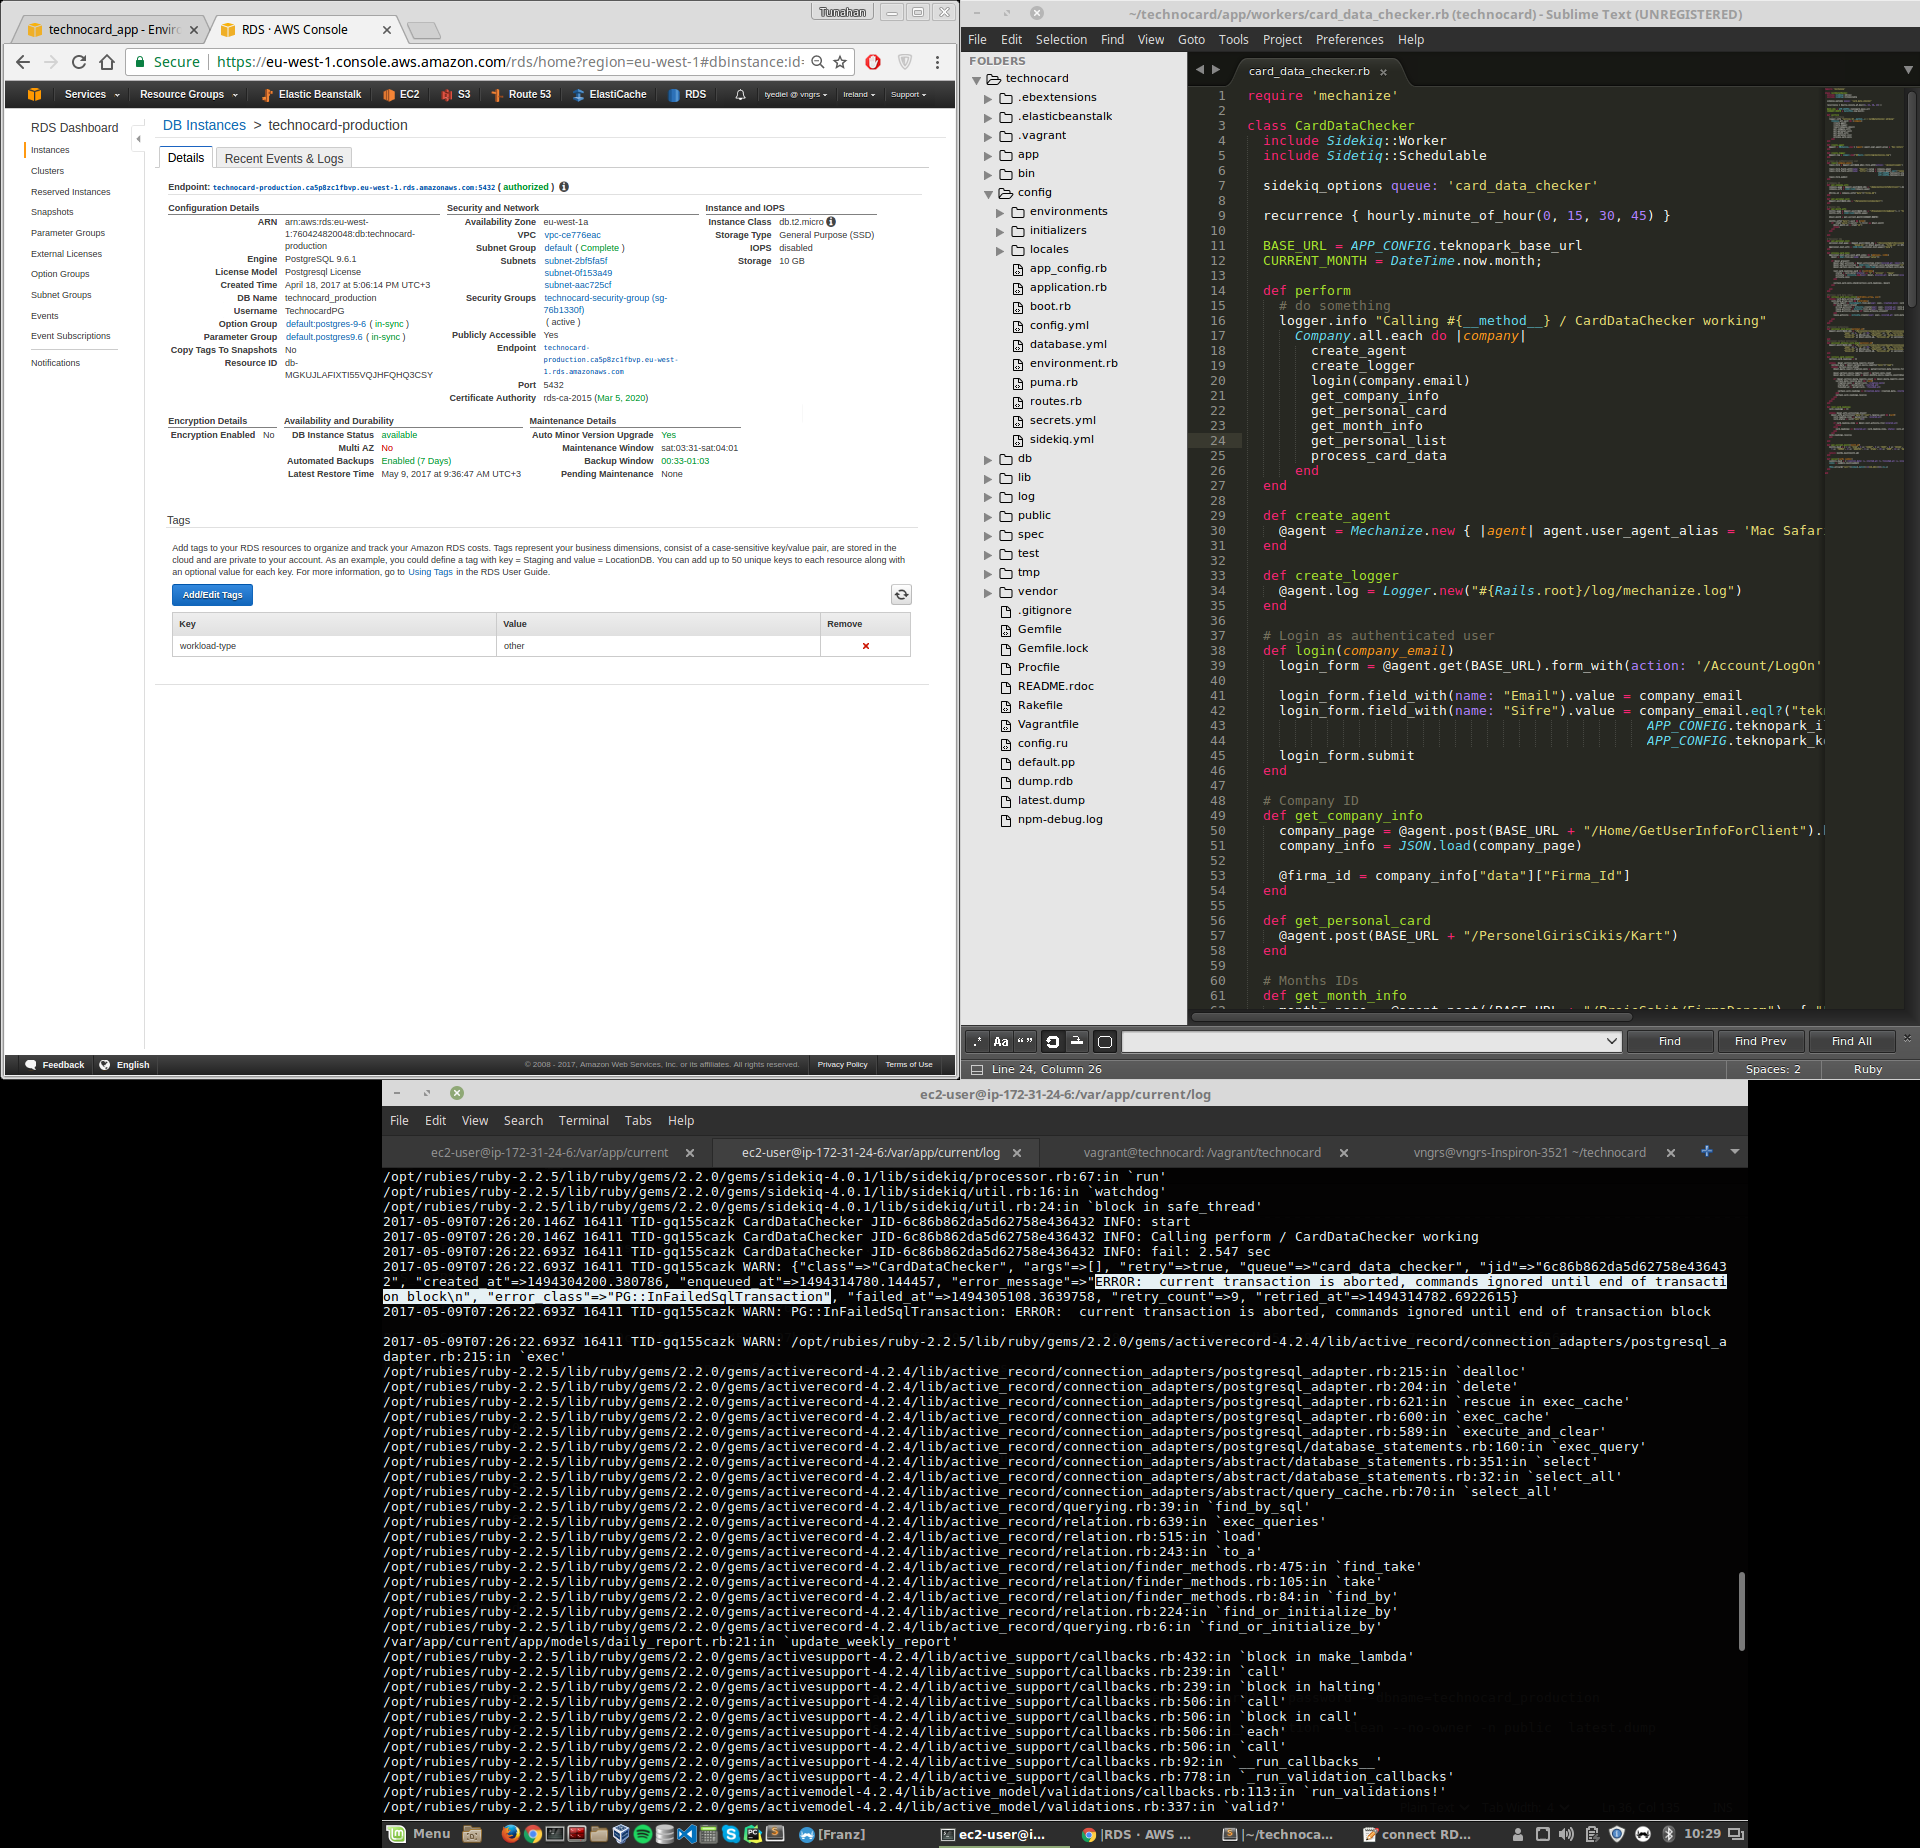 Tunahan
technocard_app - Enviro
RDS · AWS Console
Secure
https://eu-west-1.console.aws.amazon.com/rds/home?region=eu-west-1#dbinstance:id=
Services
Resource Groups
Elastic Beanstalk
EC2
S3
Route 53
ElastiCache
RDS
tyediel @ vngrs
Ireland
Support
RDS Dashboard
Instances
Clusters
Reserved Instances
Snapshots
Parameter Groups
External Licenses
Option Groups
Subnet Groups
Events
Event Subscriptions
Notifications
DB Instances > technocard-production
Details
Recent Events & Logs
Endpoint: technocard-production.ca5p8zc1fbvp.eu-west-1.rds.amazonaws.com:5432 ( authorized )
Configuration Details
ARN arn:aws:rds:eu-west-
1:760424820048:db:technocard-
production
Engine PostgreSQL 9.6.1
License Model Postgresql License
Created Time April 18, 2017 at 5:06:14 PM UTC+3
DB Name technocard_production
Username TechnocardPG
Option Group default:postgres-9-6 ( in-sync )
Parameter Group default.postgres9.6 ( in-sync )
Copy Tags To Snapshots No
Resource ID db-
MGKUJLAFIXTI55VQJHFQHQ3CSY
Security and Network
Availability Zone eu-west-1a
VPC vpc-ce776eac
Subnet Group default ( Complete )
Subnets subnet-2bf5fa5f
subnet-0f153a49
subnet-aac725cf
Security Groups technocard-security-group (sg-
76b1330f)
( active )
Publicly Accessible Yes
Endpoint technocard-
production.ca5p8zc1fbvp.eu-west-
1.rds.amazonaws.com
Port 5432
Certificate Authority rds-ca-2015 (Mar 5, 2020)
Instance and IOPS
Instance Class db.t2.micro
Storage Type General Purpose (SSD)
IOPS disabled
Storage 10 GB
Encryption Details
Encryption Enabled No
Availability and Durability
DB Instance Status available
Multi AZ No
Automated Backups Enabled (7 Days)
Latest Restore Time May 9, 2017 at 9:36:47 AM UTC+3
Maintenance Details
Auto Minor Version Upgrade Yes
Maintenance Window sat:03:31-sat:04:01
Backup Window 00:33-01:03
Pending Maintenance None
Tags
Add tags to your RDS resources to organize and track your Amazon RDS costs. Tags represent your business dimensions, consist of a case-sensitive key/value pair, are stored in the
cloud and are private to your account. As an example, you could define a tag with key = Staging and value = LocationDB. You can add up to 50 unique keys to each resource along with
an optional value for each key. For more information, go to Using Tags in the RDS User Guide.
Add/Edit Tags
Key Value Remove
workload-type other
Feedback English © 2008 - 2017, Amazon Web Services, Inc. or its affiliates. All rights reserved. Privacy Policy Terms of Use
~/technocard/app/workers/card_data_checker.rb (technocard) - Sublime Text (UNREGISTERED)
File Edit Selection Find View Goto Tools Project Preferences Help
FOLDERS
technocard
.ebextensions
.elasticbeanstalk
.vagrant
app
bin
config
environments
initializers
locales
app_config.rb
application.rb
boot.rb
config.yml
database.yml
environment.rb
puma.rb
routes.rb
secrets.yml
sidekiq.yml
db
lib
log
public
spec
test
tmp
vendor
.gitignore
Gemfile
Gemfile.lock
Procfile
README.rdoc
Rakefile
Vagrantfile
config.ru
default.pp
dump.rdb
latest.dump
npm-debug.log
card_data_checker.rb
1 require 'mechanize'
2
3 class CardDataChecker
4 include Sidekiq::Worker
5 include Sidetiq::Schedulable
6
7 sidekiq_options queue: 'card_data_checker'
8
9 recurrence { hourly.minute_of_hour(0, 15, 30, 45) }
10
11 BASE_URL = APP_CONFIG.teknopark_base_url
12 CURRENT_MONTH = DateTime.now.month;
13
14 def perform
15 # do something
16 logger.info "Calling #{__method__} / CardDataChecker working"
17 Company.all.each do |company|
18 create_agent
19 create_logger
20 login(company.email)
21 get_company_info
22 get_personal_card
23 get_month_info
24 get_personal_list
25 process_card_data
26 end
27 end
28
29 def create_agent
30 @agent = Mechanize.new { |agent| agent.user_agent_alias = 'Mac Safar
31 end
32
33 def create_logger
34 @agent.log = Logger.new("#{Rails.root}/log/mechanize.log")
35 end
36
37 # Login as authenticated user
38 def login(company_email)
39 login_form = @agent.get(BASE_URL).form_with(action: '/Account/LogOn'
40
41 login_form.field_with(name: "Email").value = company_email
42 login_form.field_with(name: "Sifre").value = company_email.eql?("tek
43 APP_CONFIG.teknopark_i
44 APP_CONFIG.teknopark_k
45 login_form.submit
46 end
47
48 # Company ID
49 def get_company_info
50 company_page = @agent.post(BASE_URL + "/Home/GetUserInfoForClient").
51 company_info = JSON.load(company_page)
52
53 @firma_id = company_info["data"]["Firma_Id"]
54 end
55
56 def get_personal_card
57 @agent.post(BASE_URL + "/PersonelGirisCikis/Kart")
58 end
59
60 # Months IDs
61 def get_month_info
Find Find Prev Find All
Line 24, Column 26 Spaces: 2 Ruby
ec2-user@ip-172-31-24-6:/var/app/current/log
File Edit View Search Terminal Tabs Help
ec2-user@ip-172-31-24-6:/var/app/current
ec2-user@ip-172-31-24-6:/var/app/current/log
vagrant@technocard: /vagrant/technocard
vngrs@vngrs-Inspiron-3521 ~/technocard
/opt/rubies/ruby-2.2.5/lib/ruby/gems/2.2.0/gems/sidekiq-4.0.1/lib/sidekiq/processor.rb:67:in `run'
/opt/rubies/ruby-2.2.5/lib/ruby/gems/2.2.0/gems/sidekiq-4.0.1/lib/sidekiq/util.rb:16:in `watchdog'
/opt/rubies/ruby-2.2.5/lib/ruby/gems/2.2.0/gems/sidekiq-4.0.1/lib/sidekiq/util.rb:24:in `block in safe_thread'
2017-05-09T07:26:20.146Z 16411 TID-gq155cazk CardDataChecker JID-6c86b862da5d62758e436432 INFO: start
2017-05-09T07:26:20.146Z 16411 TID-gq155cazk CardDataChecker JID-6c86b862da5d62758e436432 INFO: Calling perform / CardDataChecker working
2017-05-09T07:26:22.693Z 16411 TID-gq155cazk CardDataChecker JID-6c86b862da5d62758e436432 INFO: fail: 2.547 sec
2017-05-09T07:26:22.693Z 16411 TID-gq155cazk WARN: {"class"=>"CardDataChecker", "args"=>[], "retry"=>true, "queue"=>"card_data_checker", "jid"=>"6c86b862da5d62758e43643
2", "created_at"=>1494304200.380786, "enqueued_at"=>1494314780.144457, "error_message"=>"ERROR:  current transaction is aborted, commands ignored until end of transacti
on block\n", "error_class"=>"PG::InFailedSqlTransaction", "failed_at"=>1494305108.3639758, "retry_count"=>9, "retried_at"=>1494314782.6922615}
2017-05-09T07:26:22.693Z 16411 TID-gq155cazk WARN: PG::InFailedSqlTransaction: ERROR:  current transaction is aborted, commands ignored until end of transaction block
2017-05-09T07:26:22.693Z 16411 TID-gq155cazk WARN: /opt/rubies/ruby-2.2.5/lib/ruby/gems/2.2.0/gems/activerecord-4.2.4/lib/active_record/connection_adapters/postgresql_a
dapter.rb:215:in `exec'
/opt/rubies/ruby-2.2.5/lib/ruby/gems/2.2.0/gems/activerecord-4.2.4/lib/active_record/connection_adapters/postgresql_adapter.rb:215:in `dealloc'
/opt/rubies/ruby-2.2.5/lib/ruby/gems/2.2.0/gems/activerecord-4.2.4/lib/active_record/connection_adapters/postgresql_adapter.rb:204:in `delete'
/opt/rubies/ruby-2.2.5/lib/ruby/gems/2.2.0/gems/activerecord-4.2.4/lib/active_record/connection_adapters/postgresql_adapter.rb:621:in `rescue in exec_cache'
/opt/rubies/ruby-2.2.5/lib/ruby/gems/2.2.0/gems/activerecord-4.2.4/lib/active_record/connection_adapters/postgresql_adapter.rb:600:in `exec_cache'
/opt/rubies/ruby-2.2.5/lib/ruby/gems/2.2.0/gems/activerecord-4.2.4/lib/active_record/connection_adapters/postgresql_adapter.rb:589:in `execute_and_clear'
/opt/rubies/ruby-2.2.5/lib/ruby/gems/2.2.0/gems/activerecord-4.2.4/lib/active_record/connection_adapters/postgresql/database_statements.rb:160:in `exec_query'
/opt/rubies/ruby-2.2.5/lib/ruby/gems/2.2.0/gems/activerecord-4.2.4/lib/active_record/connection_adapters/abstract/database_statements.rb:351:in `select'
/opt/rubies/ruby-2.2.5/lib/ruby/gems/2.2.0/gems/activerecord-4.2.4/lib/active_record/connection_adapters/abstract/database_statements.rb:32:in `select_all'
/opt/rubies/ruby-2.2.5/lib/ruby/gems/2.2.0/gems/activerecord-4.2.4/lib/active_record/connection_adapters/abstract/query_cache.rb:70:in `select_all'
/opt/rubies/ruby-2.2.5/lib/ruby/gems/2.2.0/gems/activerecord-4.2.4/lib/active_record/querying.rb:39:in `find_by_sql'
/opt/rubies/ruby-2.2.5/lib/ruby/gems/2.2.0/gems/activerecord-4.2.4/lib/active_record/relation.rb:639:in `exec_queries'
/opt/rubies/ruby-2.2.5/lib/ruby/gems/2.2.0/gems/activerecord-4.2.4/lib/active_record/relation.rb:515:in `load'
/opt/rubies/ruby-2.2.5/lib/ruby/gems/2.2.0/gems/activerecord-4.2.4/lib/active_record/relation.rb:243:in `to_a'
/opt/rubies/ruby-2.2.5/lib/ruby/gems/2.2.0/gems/activerecord-4.2.4/lib/active_record/relation/finder_methods.rb:475:in `find_take'
/opt/rubies/ruby-2.2.5/lib/ruby/gems/2.2.0/gems/activerecord-4.2.4/lib/active_record/relation/finder_methods.rb:105:in `take'
/opt/rubies/ruby-2.2.5/lib/ruby/gems/2.2.0/gems/activerecord-4.2.4/lib/active_record/relation/finder_methods.rb:84:in `find_by'
/opt/rubies/ruby-2.2.5/lib/ruby/gems/2.2.0/gems/activerecord-4.2.4/lib/active_record/relation.rb:224:in `find_or_initialize_by'
/opt/rubies/ruby-2.2.5/lib/ruby/gems/2.2.0/gems/activerecord-4.2.4/lib/active_record/querying.rb:6:in `find_or_initialize_by'
/var/app/current/app/models/daily_report.rb:21:in `update_weekly_report'
/opt/rubies/ruby-2.2.5/lib/ruby/gems/2.2.0/gems/activesupport-4.2.4/lib/active_support/callbacks.rb:432:in `block in make_lambda'
/opt/rubies/ruby-2.2.5/lib/ruby/gems/2.2.0/gems/activesupport-4.2.4/lib/active_support/callbacks.rb:239:in `call'
/opt/rubies/ruby-2.2.5/lib/ruby/gems/2.2.0/gems/activesupport-4.2.4/lib/active_support/callbacks.rb:239:in `block in halting'
/opt/rubies/ruby-2.2.5/lib/ruby/gems/2.2.0/gems/activesupport-4.2.4/lib/active_support/callbacks.rb:506:in `call'
/opt/rubies/ruby-2.2.5/lib/ruby/gems/2.2.0/gems/activesupport-4.2.4/lib/active_support/callbacks.rb:506:in `block in call'
/opt/rubies/ruby-2.2.5/lib/ruby/gems/2.2.0/gems/activesupport-4.2.4/lib/active_support/callbacks.rb:506:in `each'
/opt/rubies/ruby-2.2.5/lib/ruby/gems/2.2.0/gems/activesupport-4.2.4/lib/active_support/callbacks.rb:506:in `call'
/opt/rubies/ruby-2.2.5/lib/ruby/gems/2.2.0/gems/activesupport-4.2.4/lib/active_support/callbacks.rb:92:in `__run_callbacks__'
/opt/rubies/ruby-2.2.5/lib/ruby/gems/2.2.0/gems/activesupport-4.2.4/lib/active_support/callbacks.rb:778:in `_run_validation_callbacks'
/opt/rubies/ruby-2.2.5/lib/ruby/gems/2.2.0/gems/activemodel-4.2.4/lib/active_model/validations/callbacks.rb:113:in `run_validations!'
/opt/rubies/ruby-2.2.5/lib/ruby/gems/2.2.0/gems/activemodel-4.2.4/lib/active_model/validations.rb:337:in `valid?'
Menu [Franz] ec2-user@i... |RDS · AWS ... |~/technoca... connect RD... 10:29